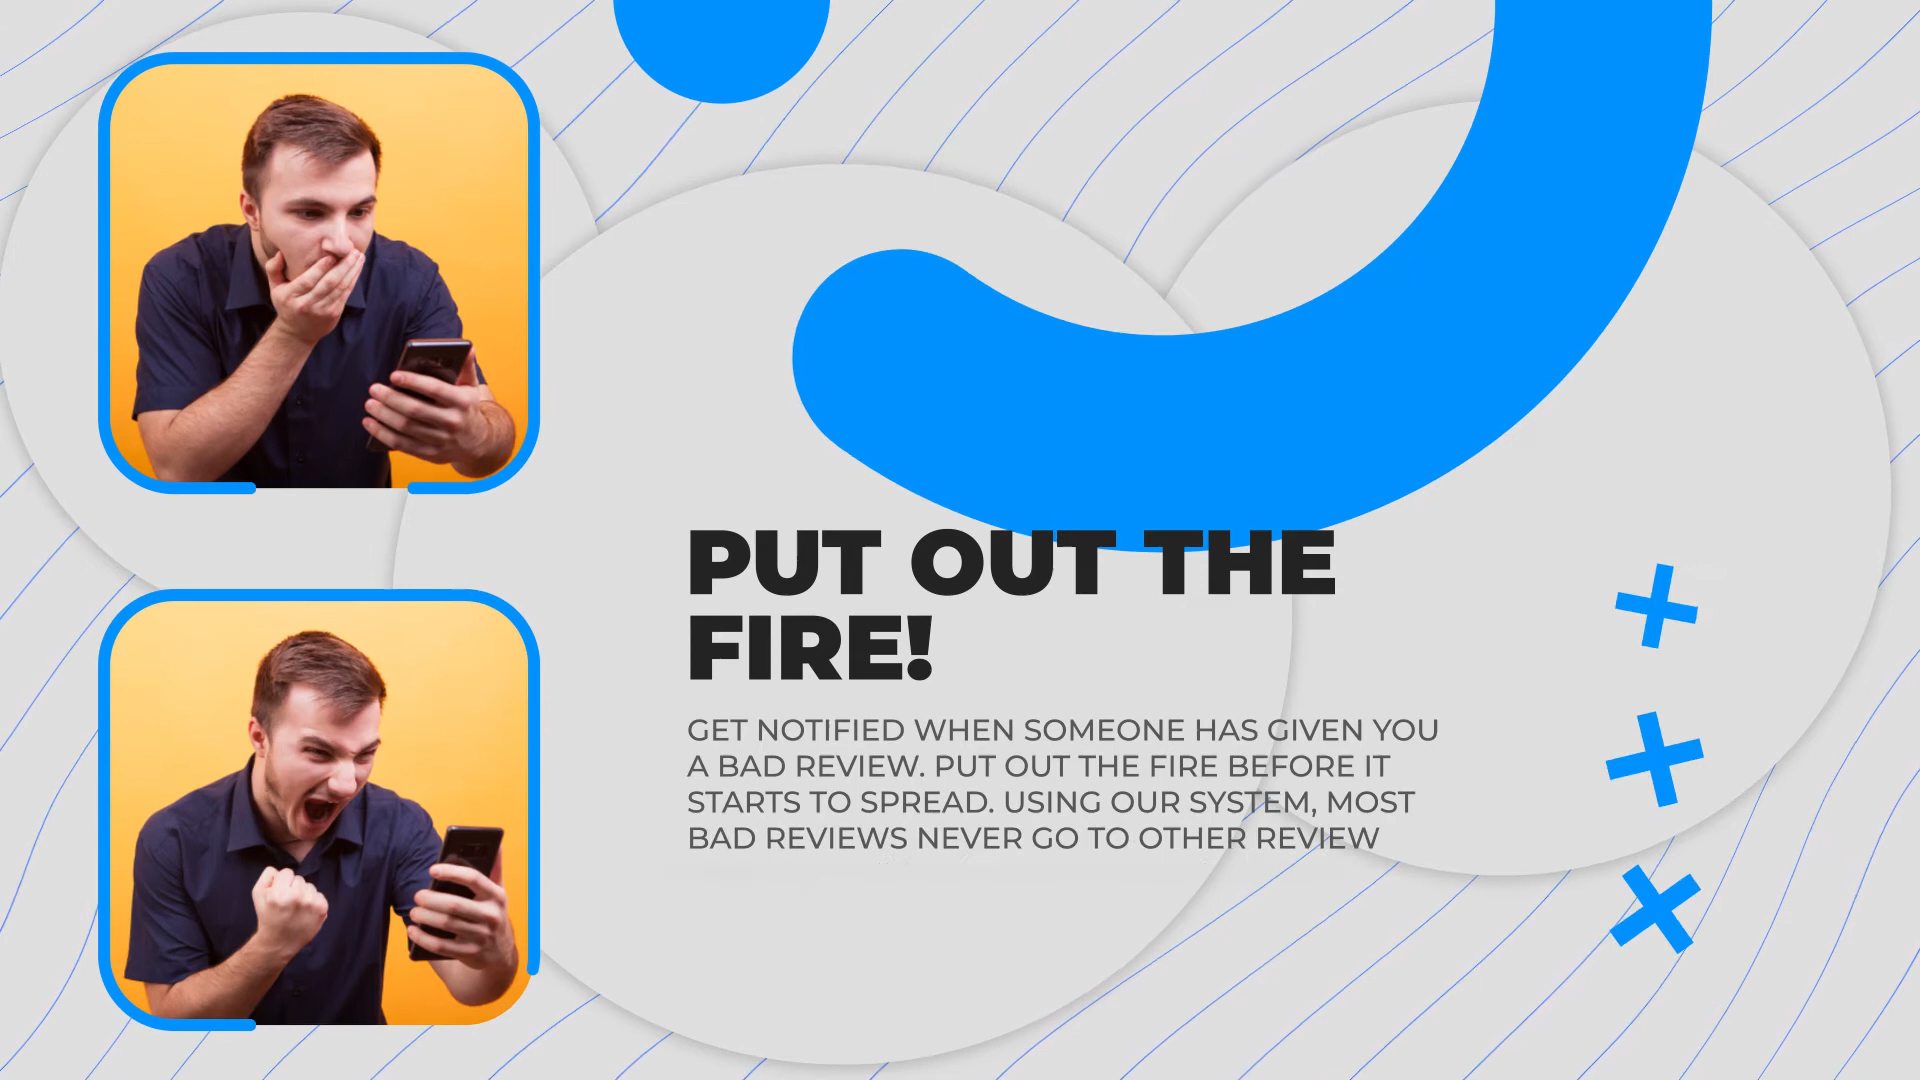 PUT OUT THE
FIRE!
GET NOTIFIED WHEN SOMEONE HAS GIVEN YOU
A BAD REVIEW. PUT OUT THE FIRE BEFORE IT
STARTS TO SPREAD. USING OUR SYSTEM, MOST
BAD REVIEWS NEVER GO TO OTHER REVIEW